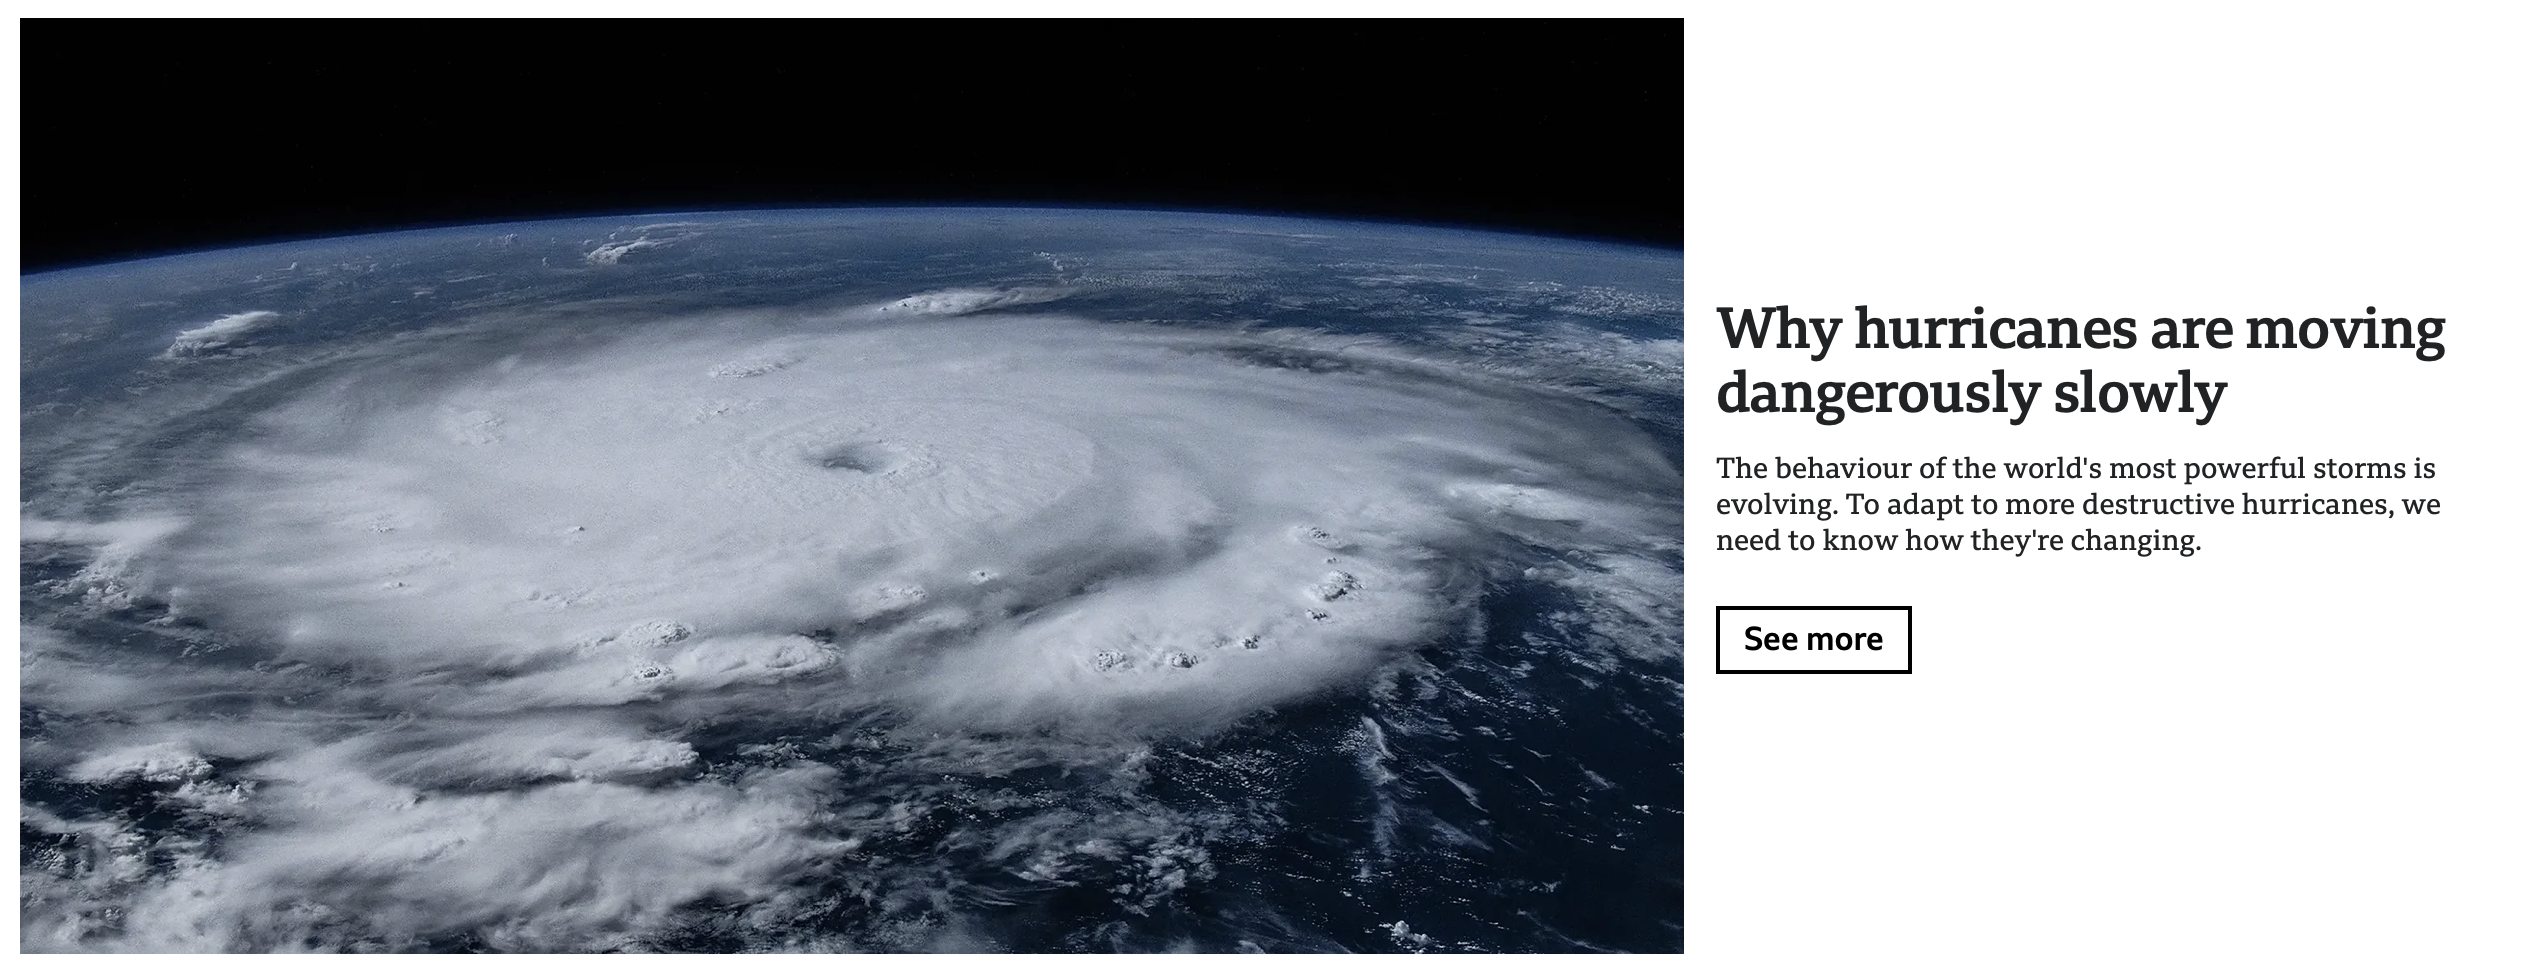 Why hurricanes are moving
dangerously slowly
The behaviour of the world's most powerful storms is
evolving. To adapt to more destructive hurricanes, we
need to know how they're changing.
See more